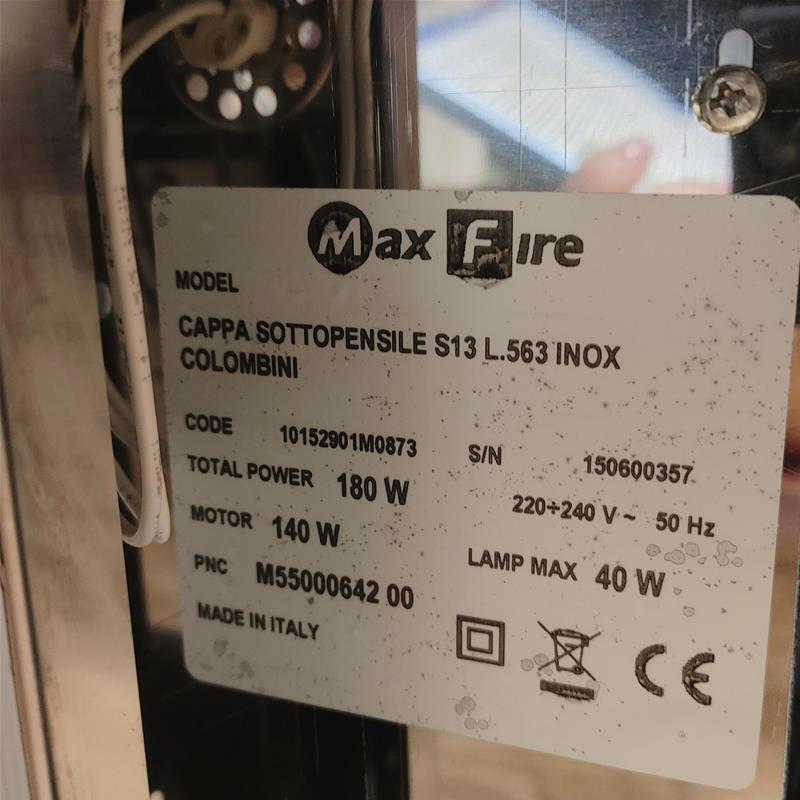 Max Fire
MODEL
CAPPA SOTTOPENSILE S13 L.563 INOX
COLOMBINI
CODE 10152901M0873 S/N 150600357
TOTAL POWER 180 W 220÷240 V ~ 50 Hz
MOTOR 140 W LAMP MAX 40 W
PNC M55000642 00
MADE IN ITALY
CE